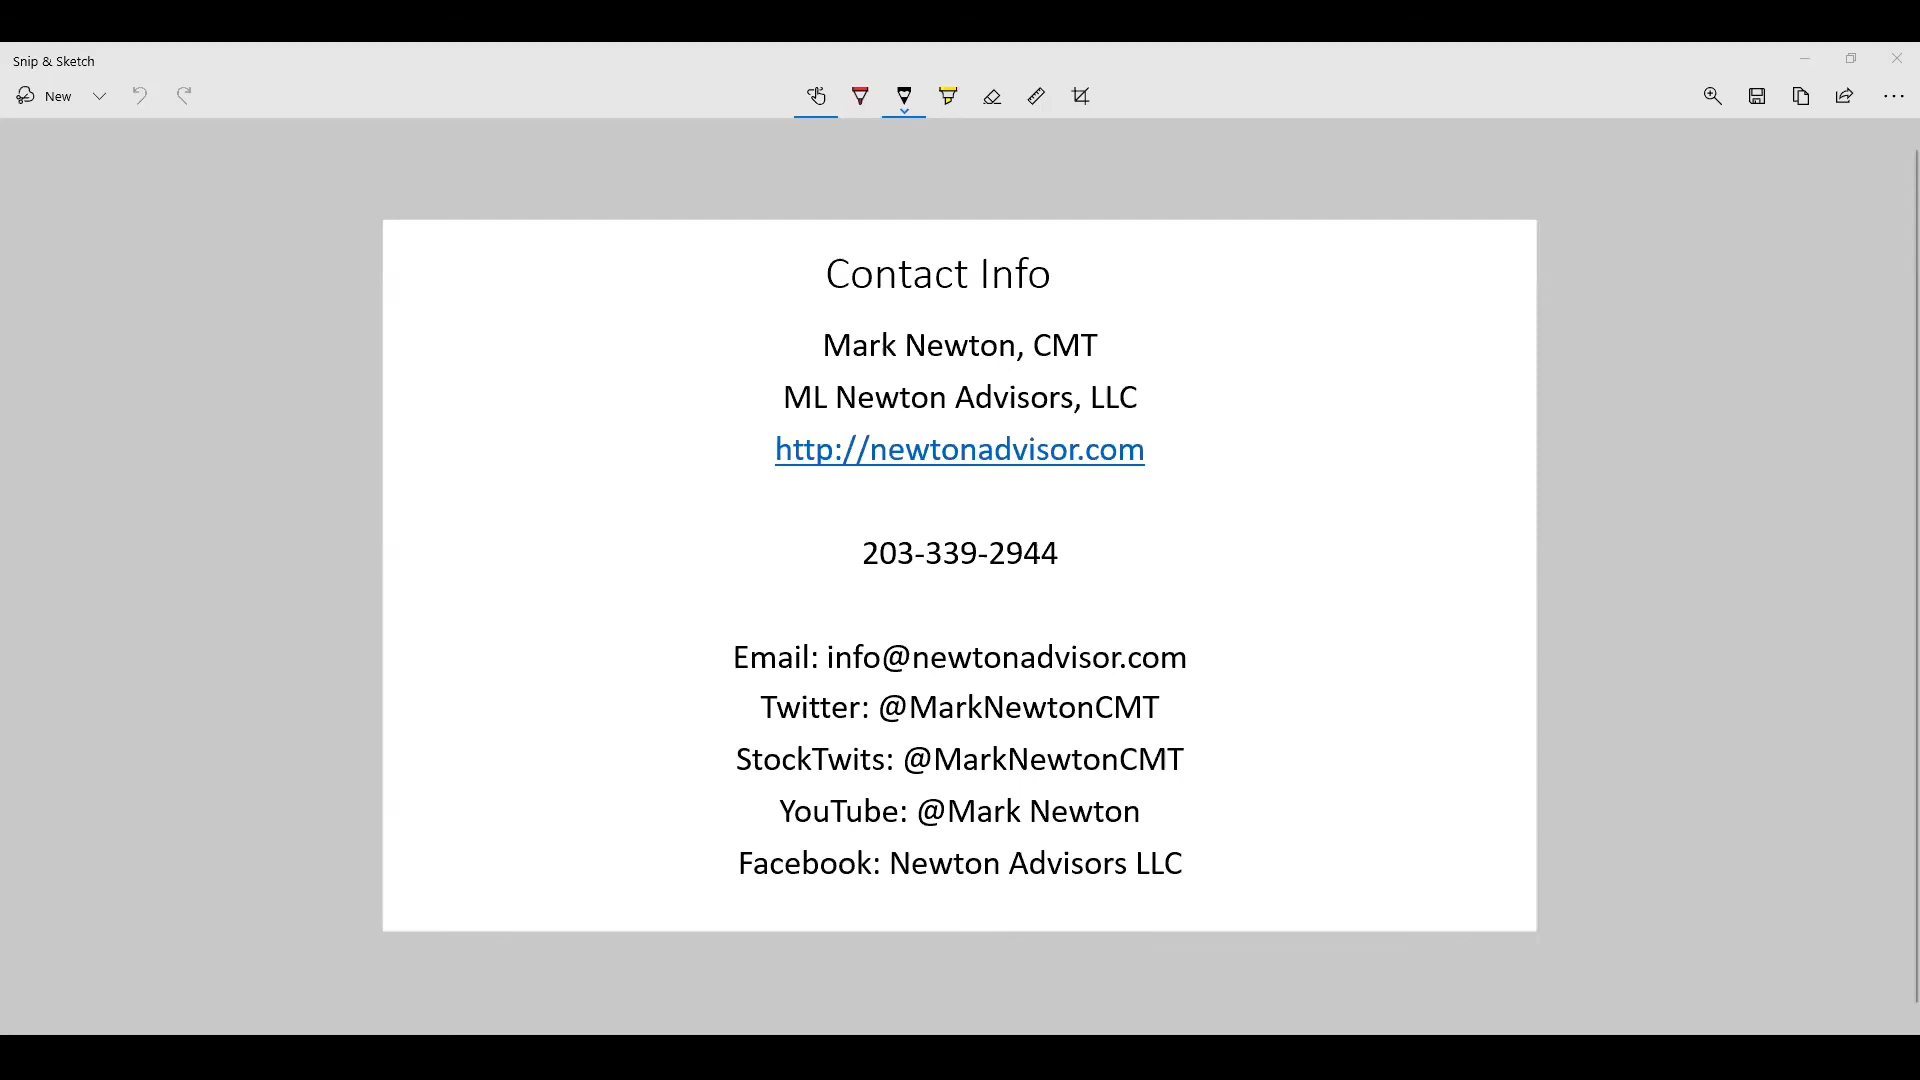 Snip & Sketch
New
Contact Info
Mark Newton, CMT
ML Newton Advisors, LLC
http://newtonadvisor.com
203-339-2944
Email: info@newtonadvisor.com
Twitter: @MarkNewtonCMT
StockTwits: @MarkNewtonCMT
YouTube: @Mark Newton
Facebook: Newton Advisors LLC